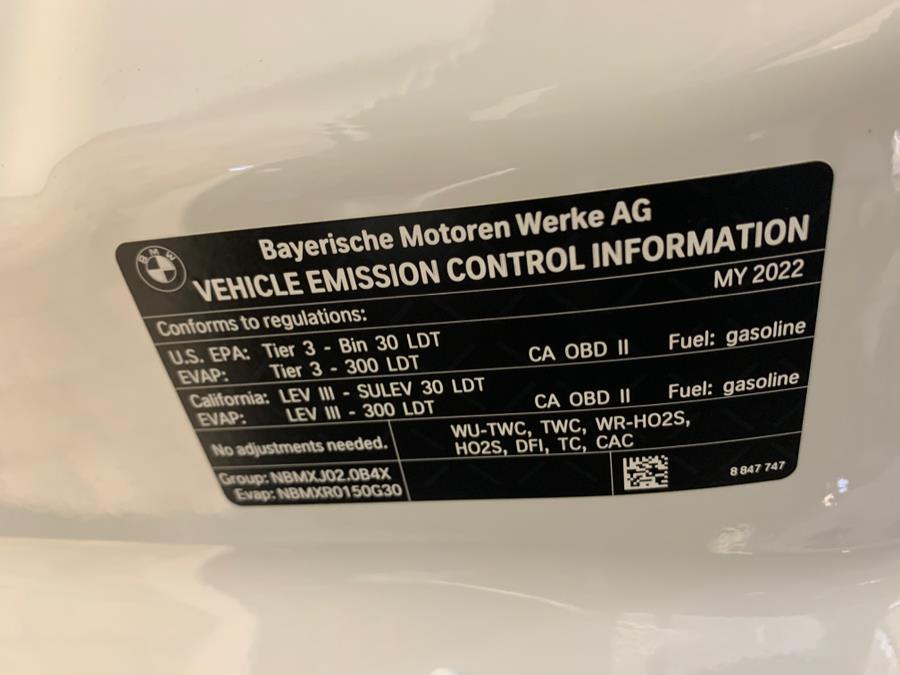 BMW
Bayerische Motoren Werke AG
VEHICLE EMISSION CONTROL INFORMATION
MY 2022
Conforms to regulations:
U.S. EPA: Tier 3 - Bin 30 LDT
EVAP: Tier 3 - 300 LDT CA OBD II Fuel: gasoline
California: LEV III - SULEV 30 LDT
EVAP: LEV III - 300 LDT CA OBD II Fuel: gasoline
No adjustments needed.
WU-TWC, TWC, WR-HO2S,
HO2S, DFI, TC, CAC
Group: NBMXJ02.0B4X
Evap: NBMXR0150G30
8 847 747